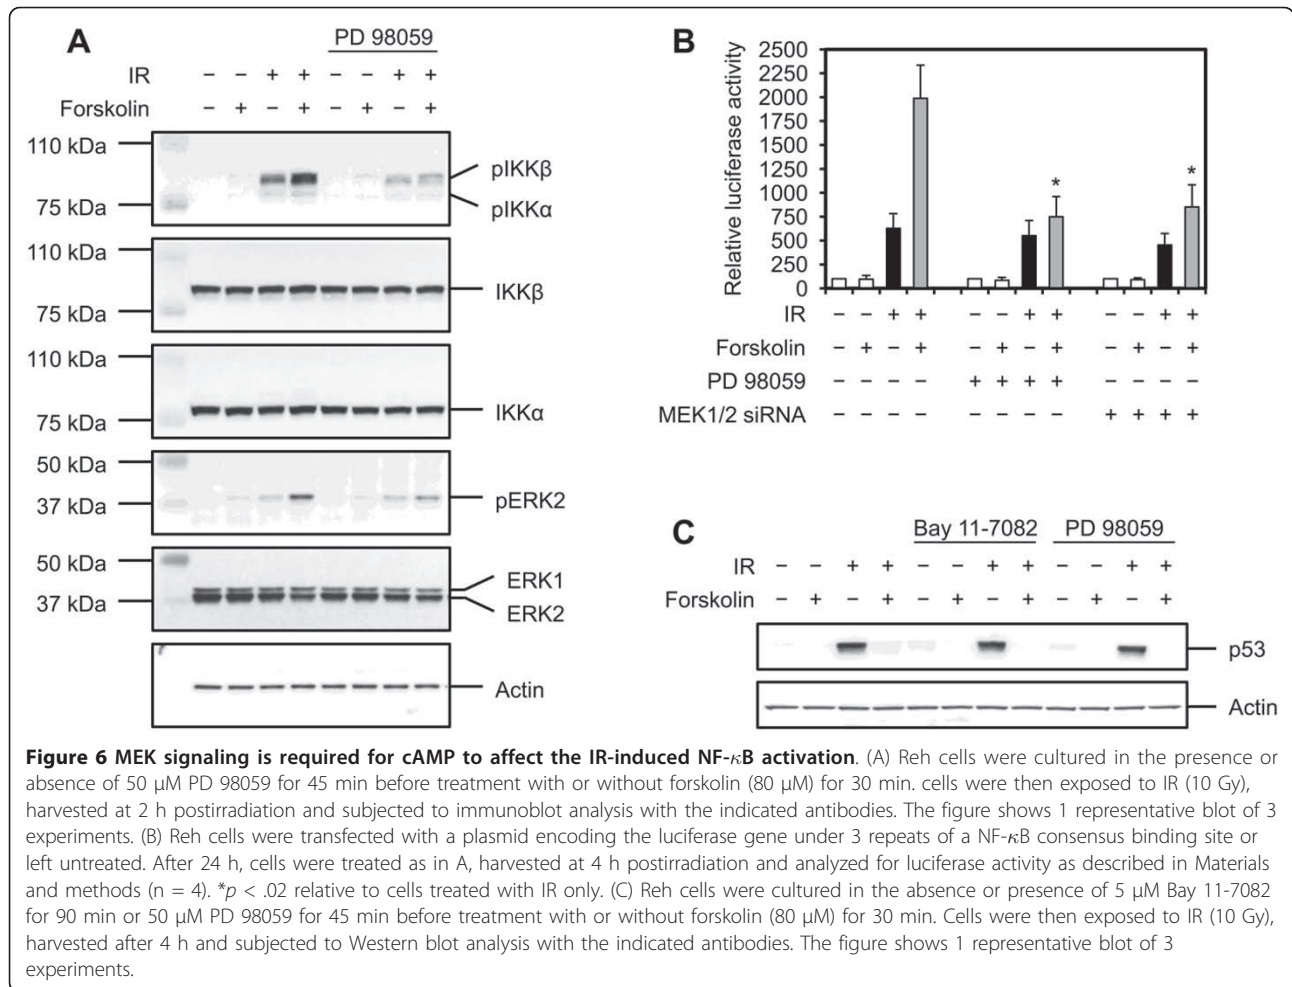 A
PD 98059
IR – – + + – – + +
Forskolin – + – + – + – +
110 kDa
75 kDa
pIKKβ
pIKKα
110 kDa
75 kDa
IKKβ
110 kDa
75 kDa
IKKα
50 kDa
37 kDa
pERK2
50 kDa
37 kDa
ERK1
ERK2
Actin
B
Relative luciferase activity
2500
2250
2000
1750
1500
1250
1000
750
500
250
0
* *
IR – – + + – – + + – – + +
Forskolin – + – + – + – + – + – +
PD 98059 – – – – + + + + – – – –
MEK1/2 siRNA – – – – – – – – + + + +
C
Bay 11-7082 PD 98059
IR – – + + – – + + – – + +
Forskolin – + – + – + – + – + – +
p53
Actin
Figure 6 MEK signaling is required for cAMP to affect the IR-induced NF-κB activation. (A) Reh cells were cultured in the presence or
absence of 50 μM PD 98059 for 45 min before treatment with or without forskolin (80 μM) for 30 min. cells were then exposed to IR (10 Gy),
harvested at 2 h postirradiation and subjected to immunoblot analysis with the indicated antibodies. The figure shows 1 representative blot of 3
experiments. (B) Reh cells were transfected with a plasmid encoding the luciferase gene under 3 repeats of a NF-κB consensus binding site or
left untreated. After 24 h, cells were treated as in A, harvested at 4 h postirradiation and analyzed for luciferase activity as described in Materials
and methods (n = 4). *p < .02 relative to cells treated with IR only. (C) Reh cells were cultured in the absence or presence of 5 μM Bay 11-7082
for 90 min or 50 μM PD 98059 for 45 min before treatment with or without forskolin (80 μM) for 30 min. Cells were then exposed to IR (10 Gy),
harvested after 4 h and subjected to Western blot analysis with the indicated antibodies. The figure shows 1 representative blot of 3
experiments.